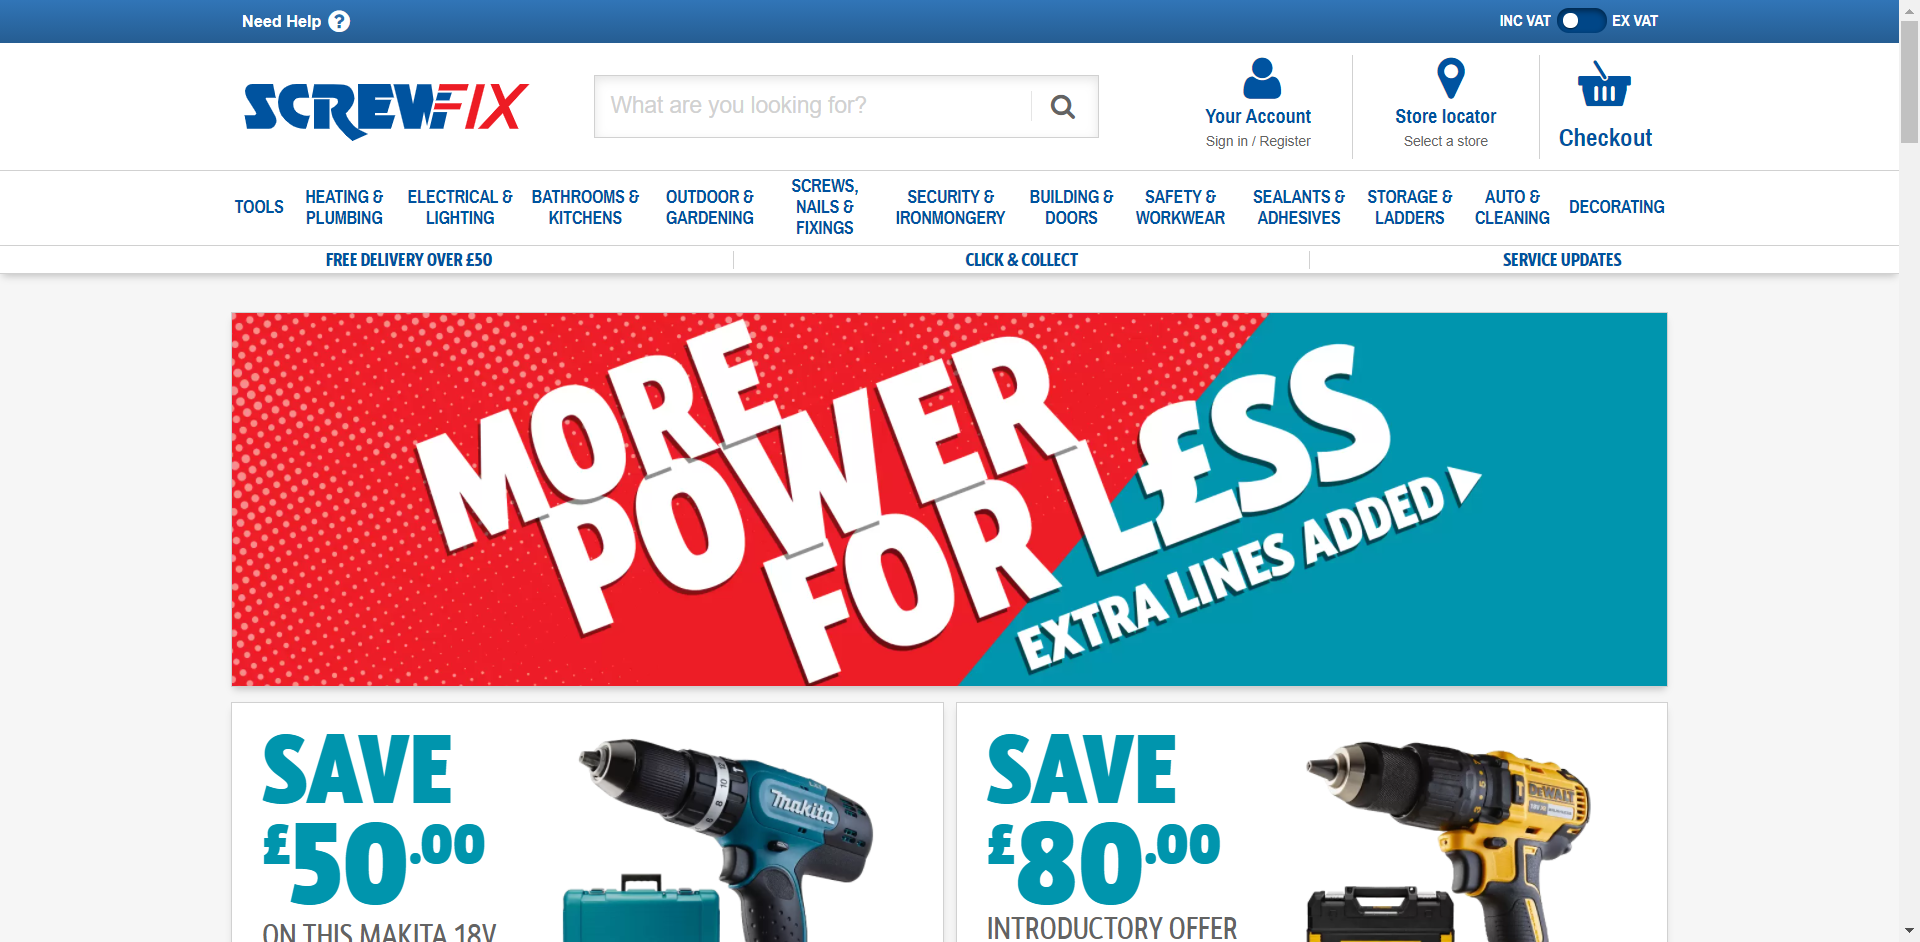 Need Help ?
INC VAT EX VAT
SCREWFIX
What are you looking for?
Your Account
Sign in / Register
Store locator
Select a store
Checkout
TOOLS
HEATING &
PLUMBING
ELECTRICAL &
LIGHTING
BATHROOMS &
KITCHENS
OUTDOOR &
GARDENING
SCREWS,
NAILS &
FIXINGS
SECURITY &
IRONMONGERY
BUILDING &
DOORS
SAFETY &
WORKWEAR
SEALANTS &
ADHESIVES
STORAGE &
LADDERS
AUTO &
CLEANING
DECORATING
FREE DELIVERY OVER £50
CLICK & COLLECT
SERVICE UPDATES
MORE
POWER
FOR L£SS
EXTRA LINES ADDED
SAVE
£50.00
ON THIS MAKITA 18V
Makita
SAVE
£80.00
INTRODUCTORY OFFER
DEWALT